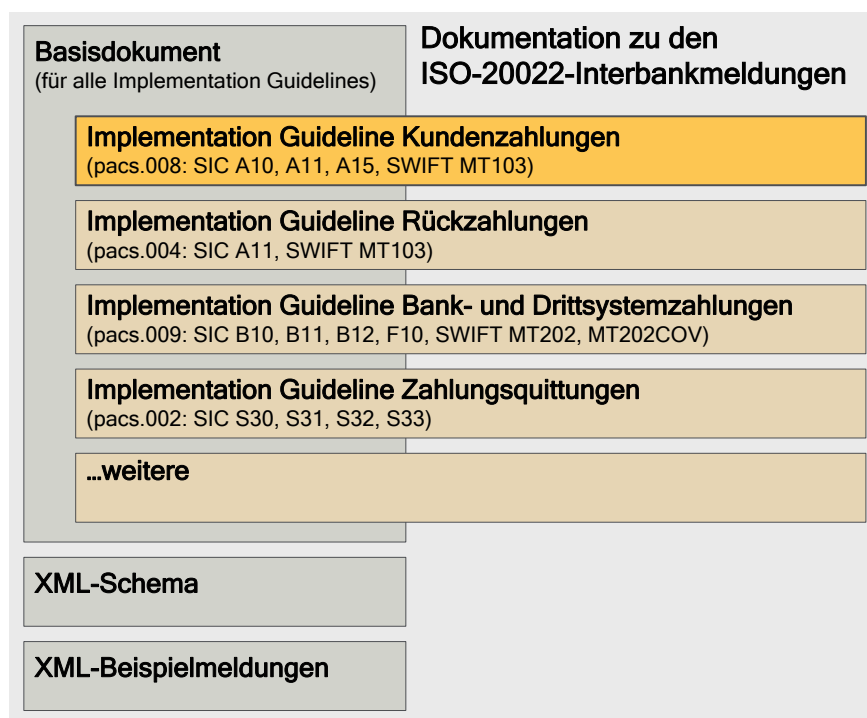 Basisdokument
(für alle Implementation Guidelines)
Dokumentation zu den
ISO-20022-Interbankmeldungen
Implementation Guideline Kundenzahlungen
(pacs.008: SIC A10, A11, A15, SWIFT MT103)
Implementation Guideline Rückzahlungen
(pacs.004: SIC A11, SWIFT MT103)
Implementation Guideline Bank- und Drittsystemzahlungen
(pacs.009: SIC B10, B11, B12, F10, SWIFT MT202, MT202COV)
Implementation Guideline Zahlungsquittungen
(pacs.002: SIC S30, S31, S32, S33)
...weitere
XML-Schema
XML-Beispielmeldungen